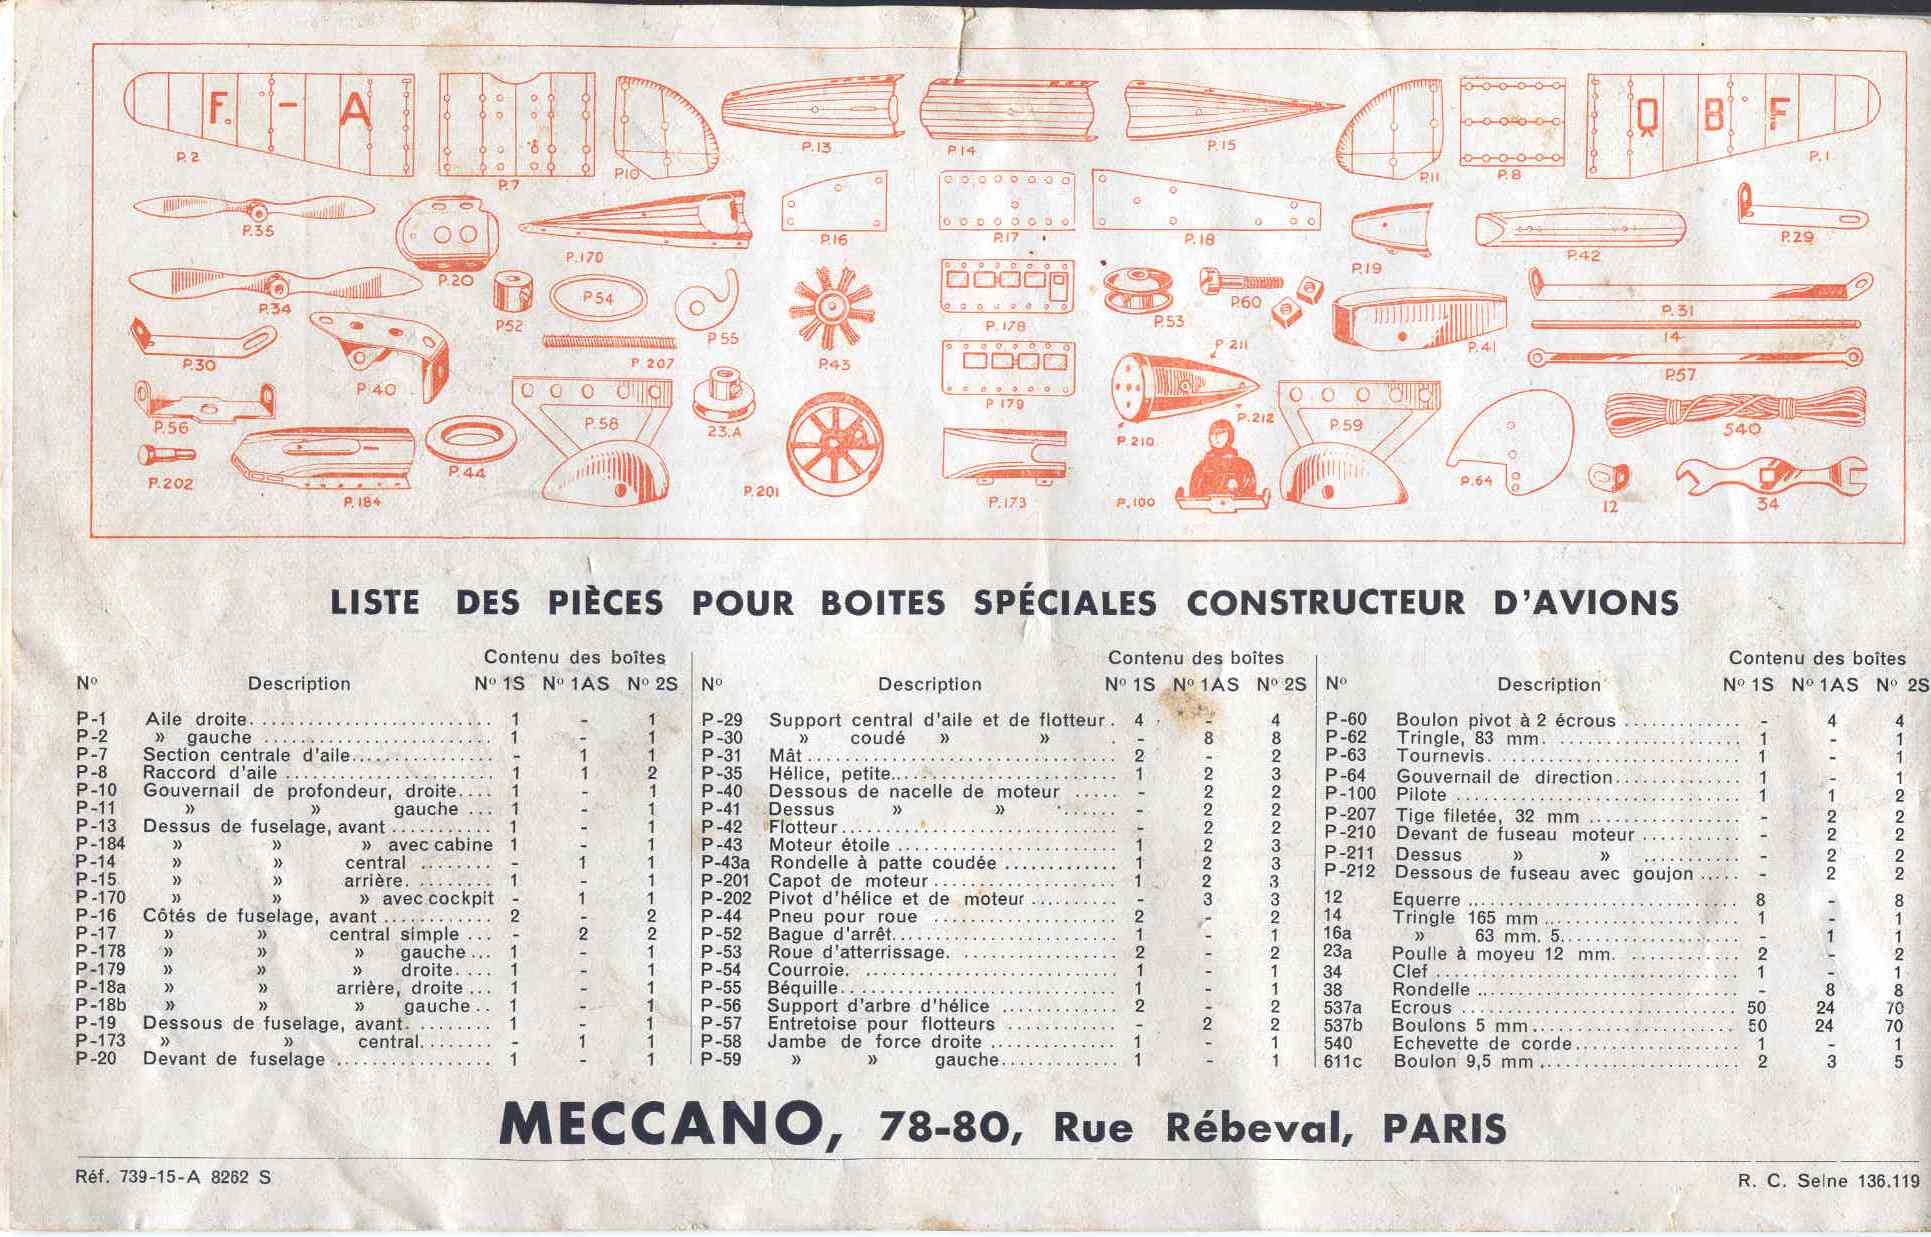 F. - A
Q B F
P.2
P.7
P.10
P.13
P.14
P.15
P.11
P.8
P.1
P.35
P.20
P.170
P.16
P.17
P.18
P.19
P.42
P.29
P.34
P.52
P.54
P.55
P.43
P.178
P.53
P.60
P.41
P.31
14
P.30
P.40
P.207
P.179
P.211
P.57
P.56
P.44
P.58
23.A
P.210
P.212
P.59
540
P.202
P.184
P.201
P.173
P.100
P.64
12
34
LISTE DES PIÈCES POUR BOITES SPÉCIALES CONSTRUCTEUR D'AVIONS
Contenu des boîtes
Nº Description Nº 1S Nº 1AS Nº 2S
P-1 Aile droite 1 - 1
P-2 » gauche 1 - 1
P-7 Section centrale d'aile - 1 1
P-8 Raccord d'aile 1 1 2
P-10 Gouvernail de profondeur, droite 1 - 1
P-11 » » gauche 1 - 1
P-13 Dessus de fuselage, avant 1 - 1
P-184 » » » avec cabine 1 - 1
P-14 » » central - 1 1
P-15 » » arrière 1 - 1
P-170 » » » avec cockpit - 1 1
P-16 Côtés de fuselage, avant 2 - 2
P-17 » » central simple - 2 2
P-178 » » » gauche 1 - 1
P-179 » » » droite 1 - 1
P-18a » » arrière, droite 1 - 1
P-18b » » » gauche 1 - 1
P-19 Dessous de fuselage, avant 1 - 1
P-173 » » central - 1 1
P-20 Devant de fuselage 1 - 1
Contenu des boîtes
Nº Description Nº 1S Nº 1AS Nº 2S
P-29 Support central d'aile et de flotteur 4 - 4
P-30 » coudé » » - 8 8
P-31 Mât 2 - 2
P-35 Hélice, petite 1 2 3
P-40 Dessous de nacelle de moteur - 2 2
P-41 Dessus » » - 2 2
P-42 Flotteur - 2 2
P-43 Moteur étoile 1 2 3
P-43a Rondelle à patte coudée 1 2 3
P-201 Capot de moteur 1 2 3
P-202 Pivot d'hélice et de moteur - 3 3
P-44 Pneu pour roue 2 - 2
P-52 Bague d'arrêt 1 - 1
P-53 Roue d'atterrissage 2 - 2
P-54 Courroie 1 - 1
P-55 Béquille 1 - 1
P-56 Support d'arbre d'hélice 2 - 2
P-57 Entretoise pour flotteurs - 2 2
P-58 Jambe de force droite 1 - 1
P-59 » » gauche 1 - 1
Contenu des boîtes
Nº Description Nº 1S Nº 1AS Nº 2S
P-60 Boulon pivot à 2 écrous - 4 4
P-62 Tringle, 83 mm. 1 - 1
P-63 Tournevis 1 - 1
P-64 Gouvernail de direction 1 - 1
P-100 Pilote 1 1 2
P-207 Tige filetée, 32 mm - 2 2
P-210 Devant de fuseau moteur - 2 2
P-211 Dessus » » - 2 2
P-212 Dessous de fuseau avec goujon - 2 2
12 Equerre 8 - 8
14 Tringle 165 mm 1 - 1
16a » 63 mm. 5 - 1 1
23a Poulle à moyeu 12 mm. 2 - 2
34 Clef 1 - 1
38 Rondelle - 8 8
537a Ecrous 50 24 70
537b Boulons 5 mm 50 24 70
540 Echevette de corde 1 - 1
611c Boulon 9,5 mm 2 3 5
MECCANO, 78-80, Rue Rébeval, PARIS
Réf. 739-15-A 8262 S
R. C. Seine 136.119